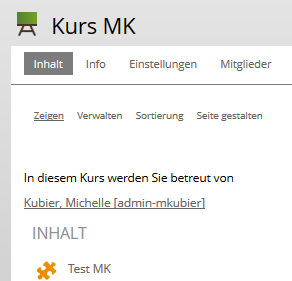 Kurs MK
Inhalt Info Einstellungen Mitglieder
Zeigen Verwalten Sortierung Seite gestalten
In diesem Kurs werden Sie betreut von
Kubier, Michelle [admin-mkubier]
INHALT
Test MK